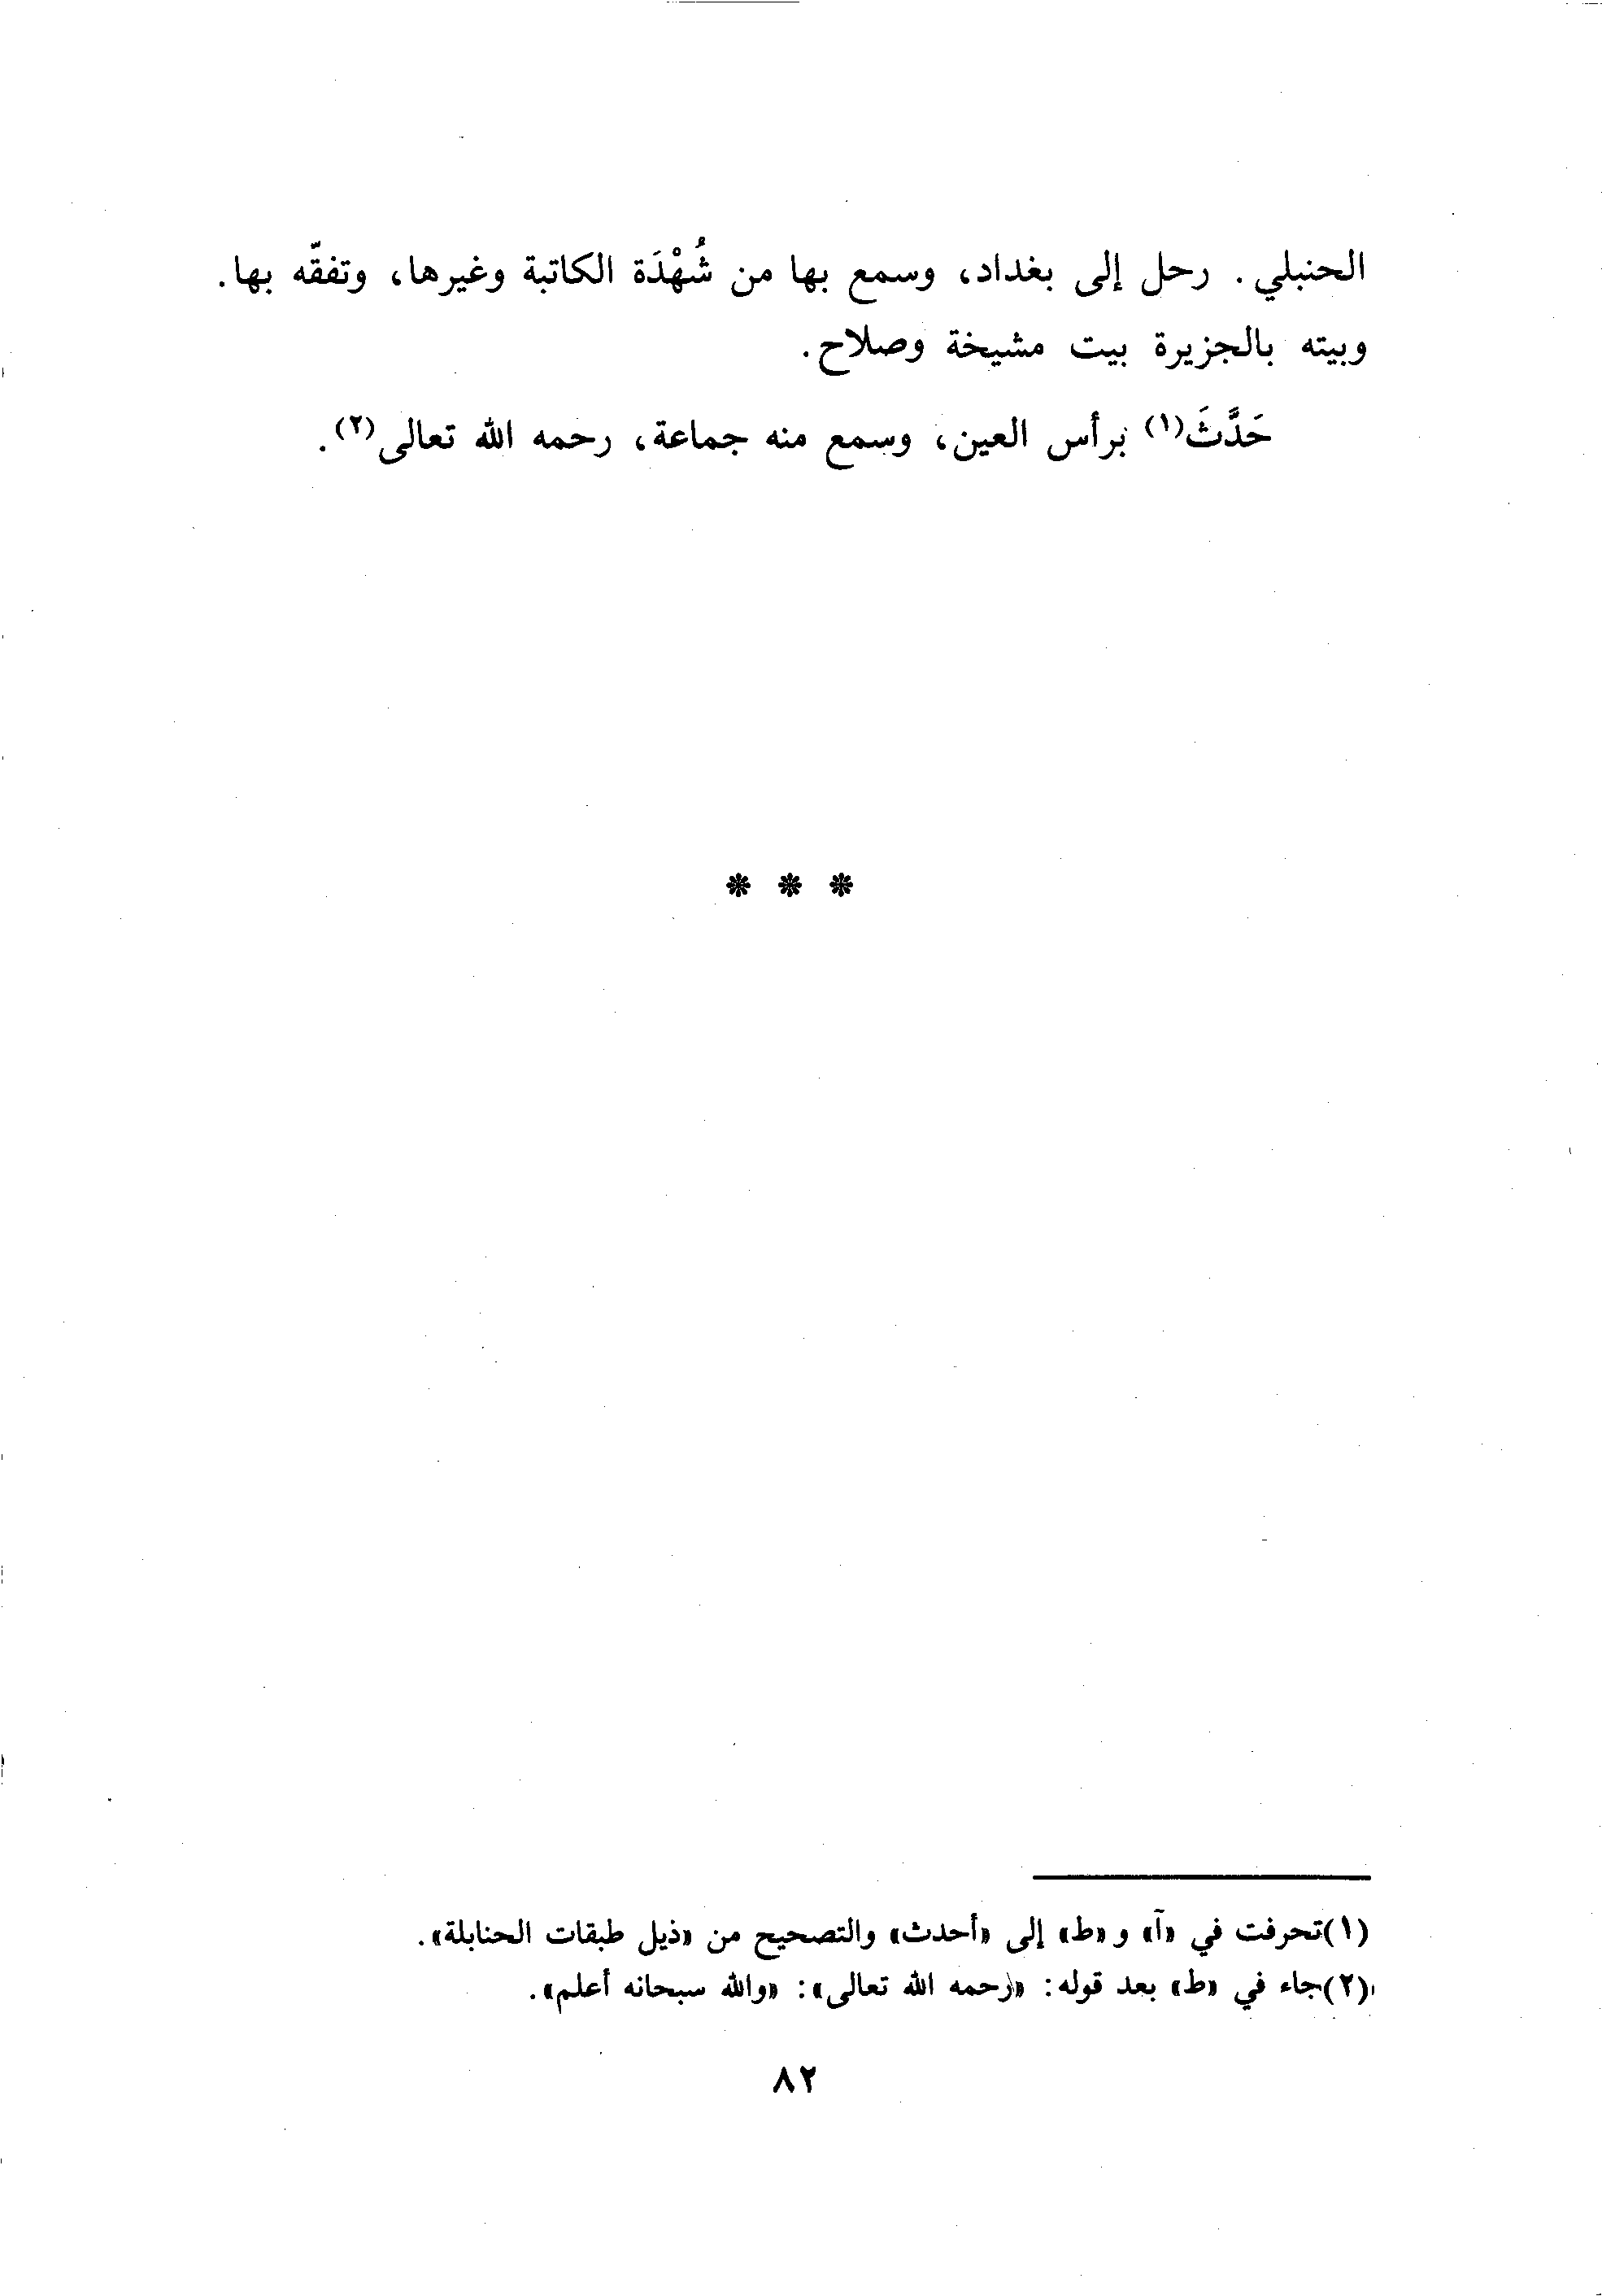 الحنبلي. رحل إلى بغداد، وسمع بها من شُهْدَة الكاتبة وغيرها، وتفقّه بها.
وبيته بالجزيرة بيت مشيخة وصلاح.
حَدَّثَ(١) برأس العين، وسمع منه جماعة، رحمه الله تعالى(٢).
* * *
(١) تحرفت في «آ» و «ط» إلى «أحدث» والتصحيح من «ذيل طبقات الحنابلة».
(٢) جاء في «ط» بعد قوله: «رحمه الله تعالى»: «والله سبحانه أعلم».
٨٢